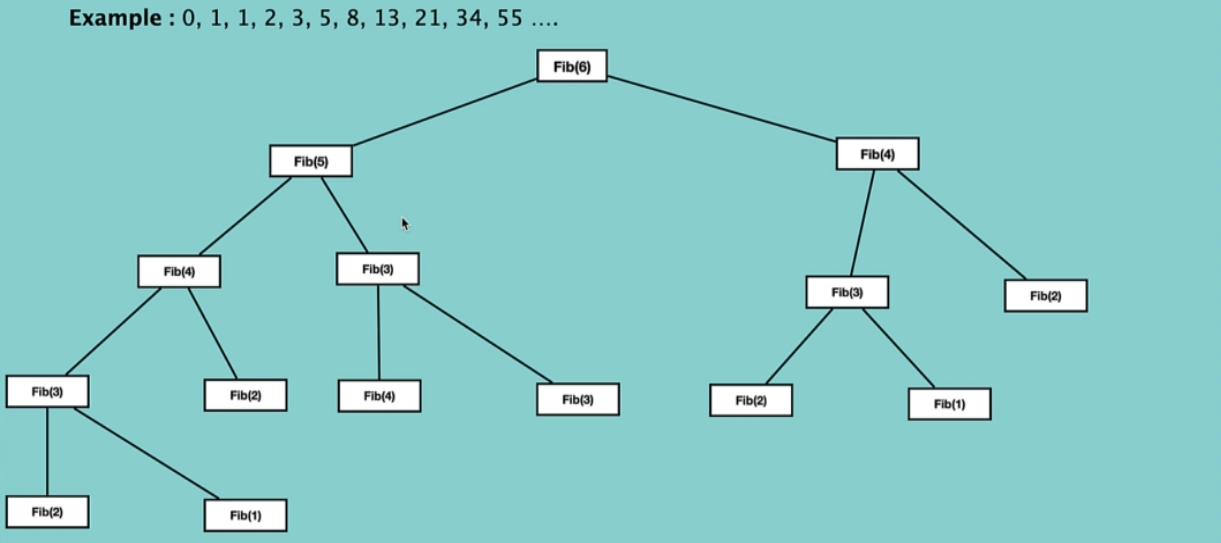 Example : 0, 1, 1, 2, 3, 5, 8, 13, 21, 34, 55 ....
Fib(6)
Fib(5)
Fib(4)
Fib(4)
Fib(3)
Fib(3)
Fib(2)
Fib(3)
Fib(2)
Fib(4)
Fib(3)
Fib(2)
Fib(1)
Fib(2)
Fib(1)